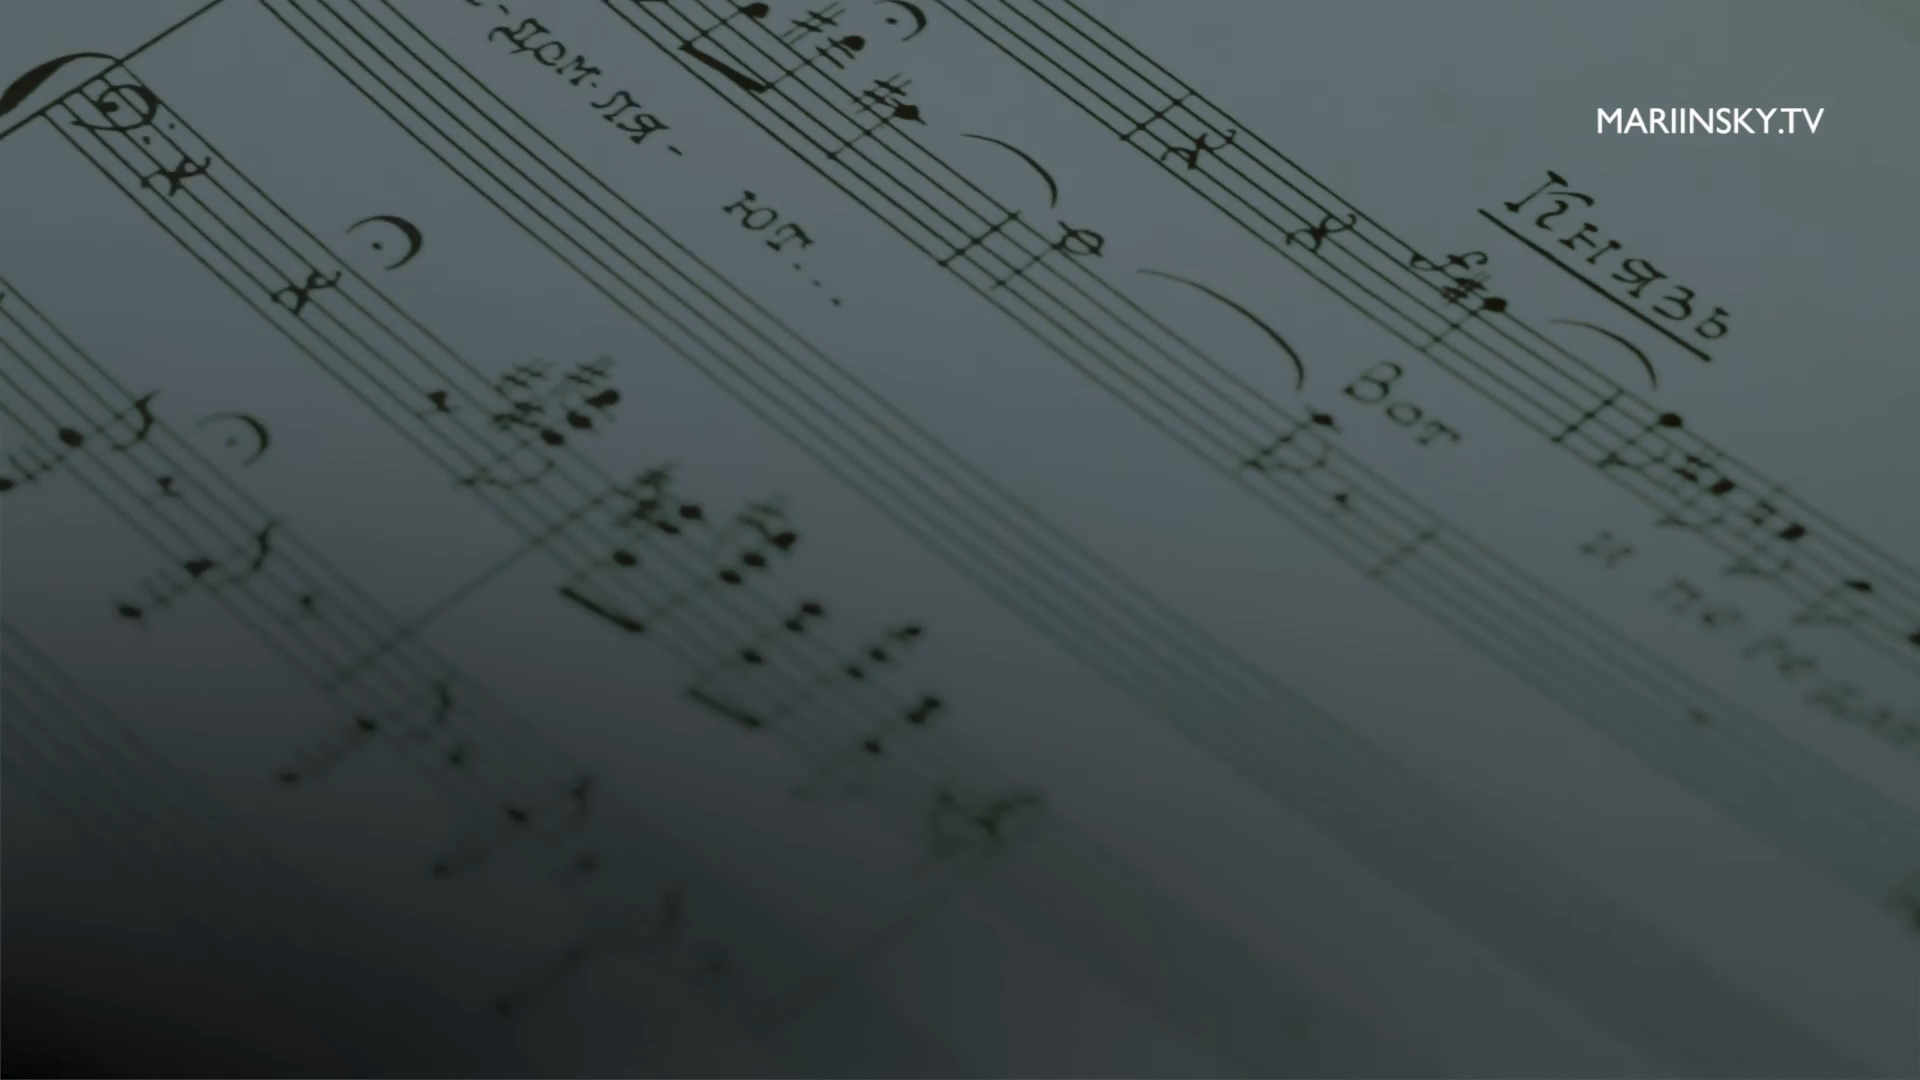 MARIINSKY.TV
Князь
-дом-ля-
ют...
Вот
и